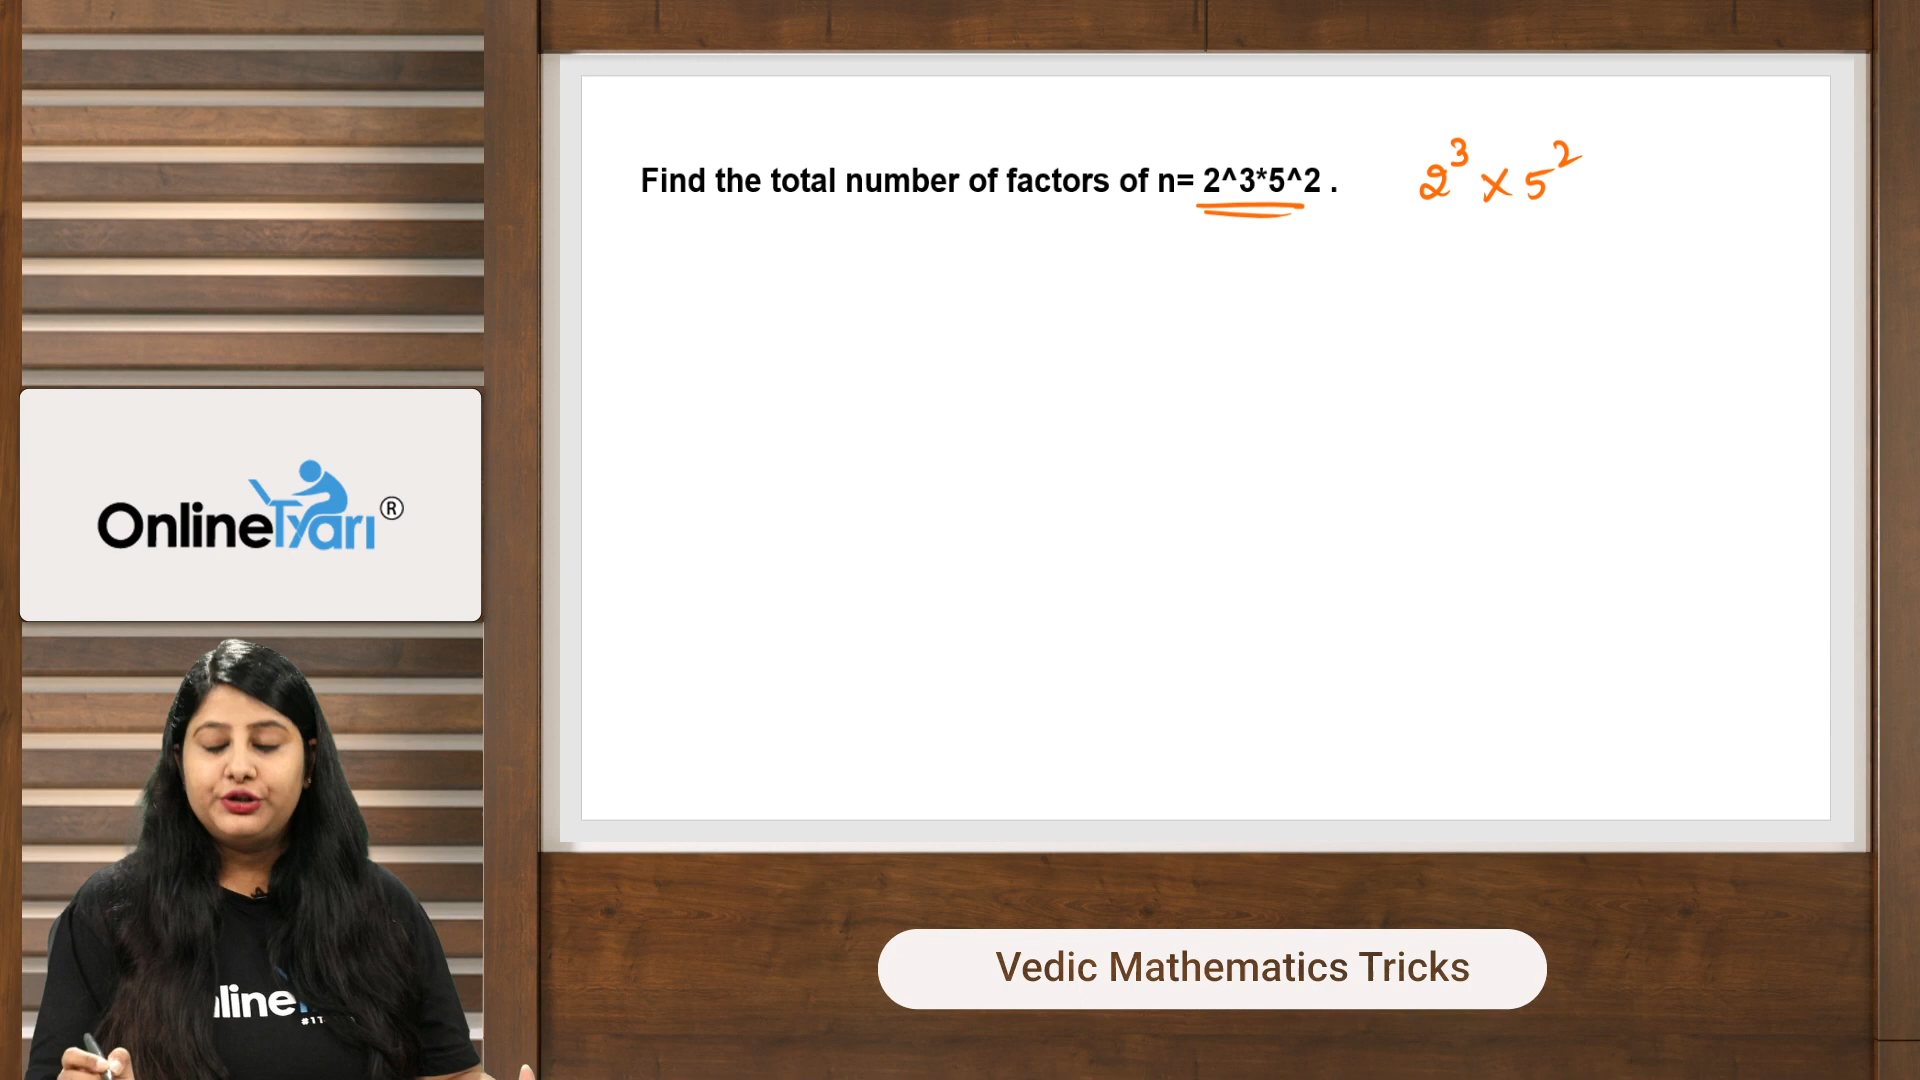 Find the total number of factors of n= 2^3*5^2 .
2^3 × 5^2
OnlineTyari®
line
#1T
Vedic Mathematics Tricks